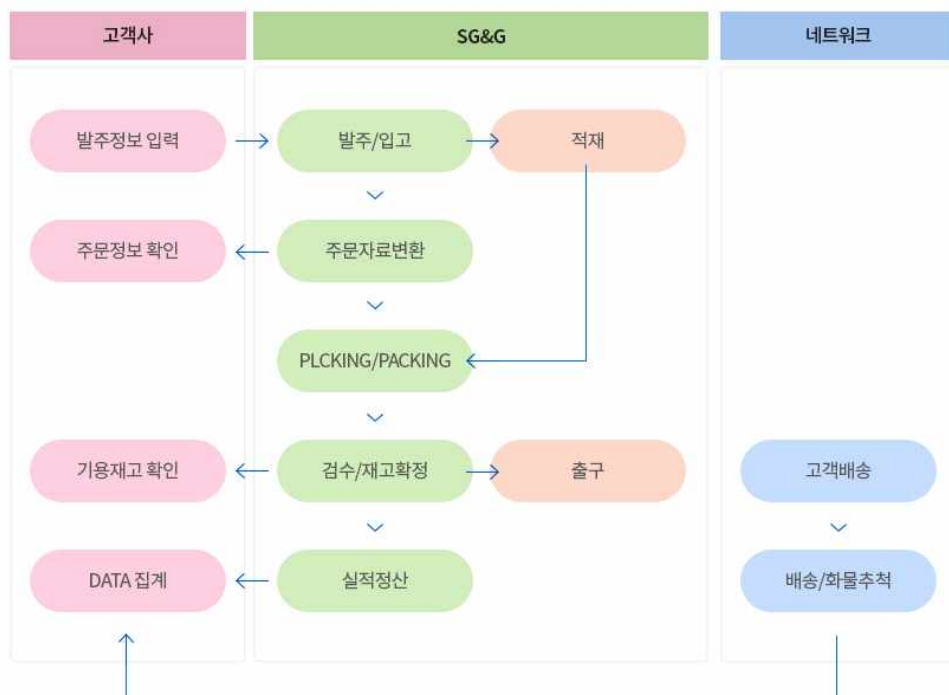 고객사
SG&G
네트워크
발주정보 입력
발주/입고
적재
주문정보 확인
주문자료변환
PLCKING/PACKING
기용재고 확인
검수/재고확정
출구
고객배송
DATA 집계
실적정산
배송/화물추척